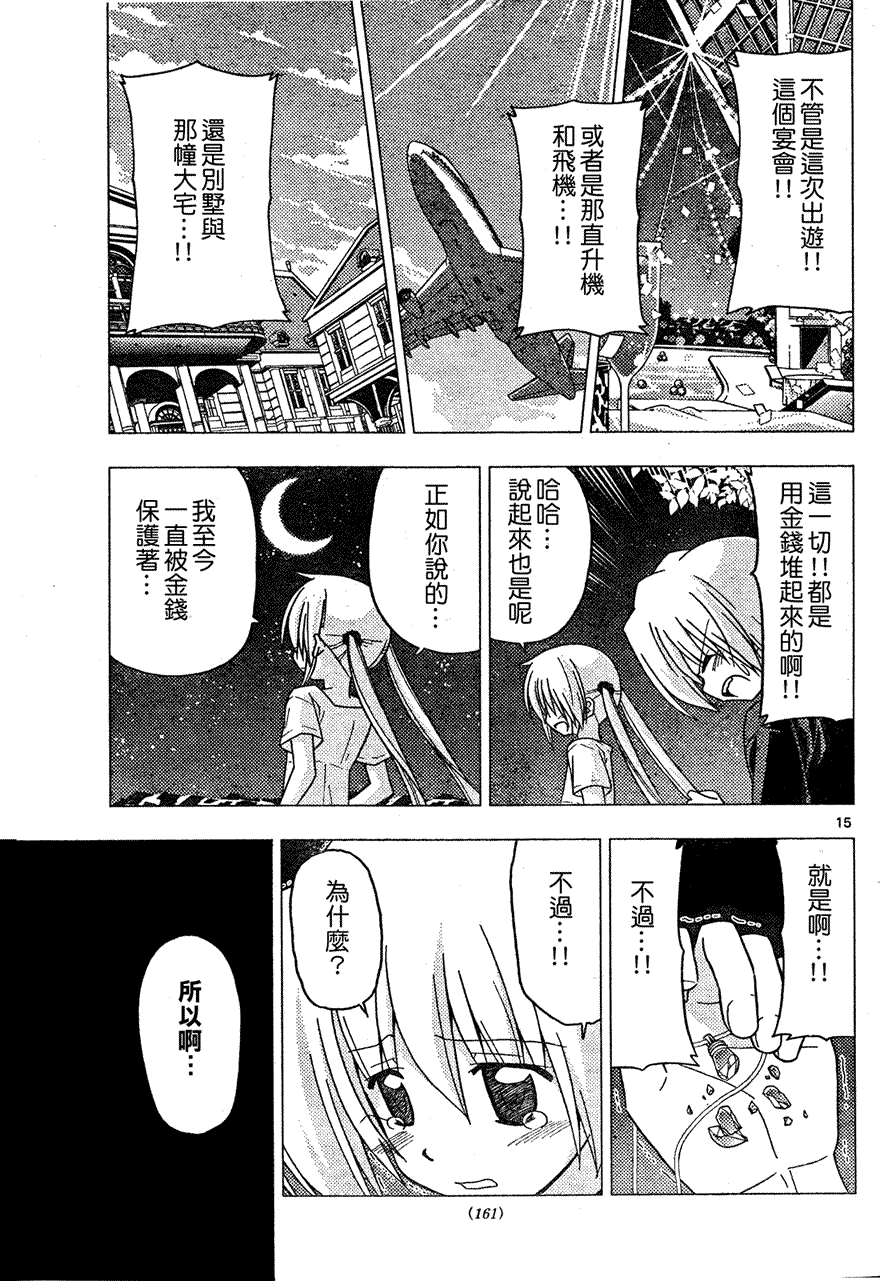 不管是這次出遊!!
這個宴會!!
或者是那直升機
和飛機…!!
還是別墅與
那幢大宅…!!
這一切!!都是
用金錢堆起來的啊!!
哈哈…
說起來也是呢
正如你說的…
我至今
一直被金錢
保護著…
15
就是啊…!!
不過…!!
不過…!!
為什麼?
所以啊…
(161)